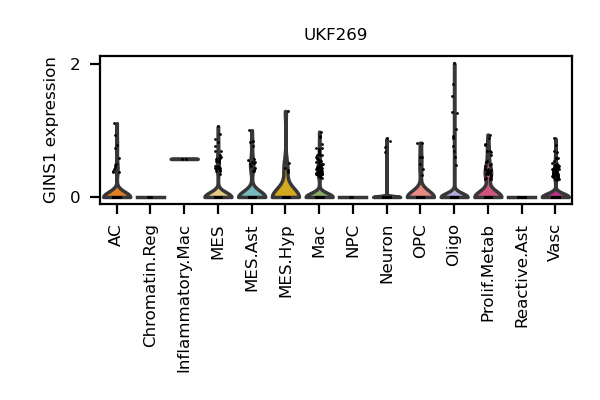 UKF269
GINS1 expression
2
0
AC
Chromatin.Reg
Inflammatory.Mac
MES
MES.Ast
MES.Hyp
Mac
NPC
Neuron
OPC
Oligo
Prolif.Metab
Reactive.Ast
Vasc